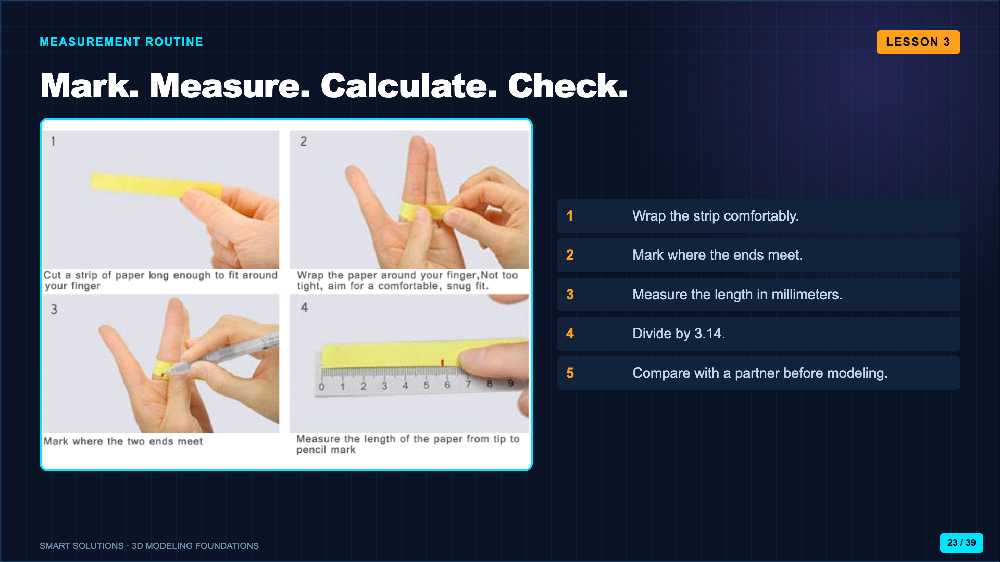 MEASUREMENT ROUTINE
LESSON 3
Mark. Measure. Calculate. Check.
1
2
Cut a strip of paper long enough to fit around
your finger
Wrap the paper around your finger,Not too
tight, aim for a comfortable, snug fit.
3
4
0 1 2 3 4 5 6 7 8 9
Mark where the two ends meet
Measure the length of the paper from tip to
pencil mark
1 Wrap the strip comfortably.
2 Mark where the ends meet.
3 Measure the length in millimeters.
4 Divide by 3.14.
5 Compare with a partner before modeling.
SMART SOLUTIONS · 3D MODELING FOUNDATIONS
23 / 39